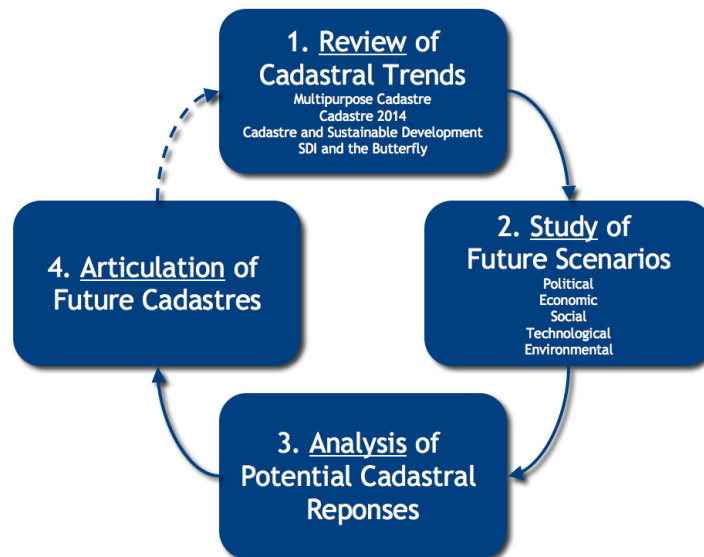 1. Review of
Cadastral Trends
Multipurpose Cadastre
Cadastre 2014
Cadastre and Sustainable Development
SDI and the Butterfly
2. Study of
Future Scenarios
Political
Economic
Social
Technological
Environmental
3. Analysis of
Potential Cadastral
Reponses
4. Articulation of
Future Cadastres